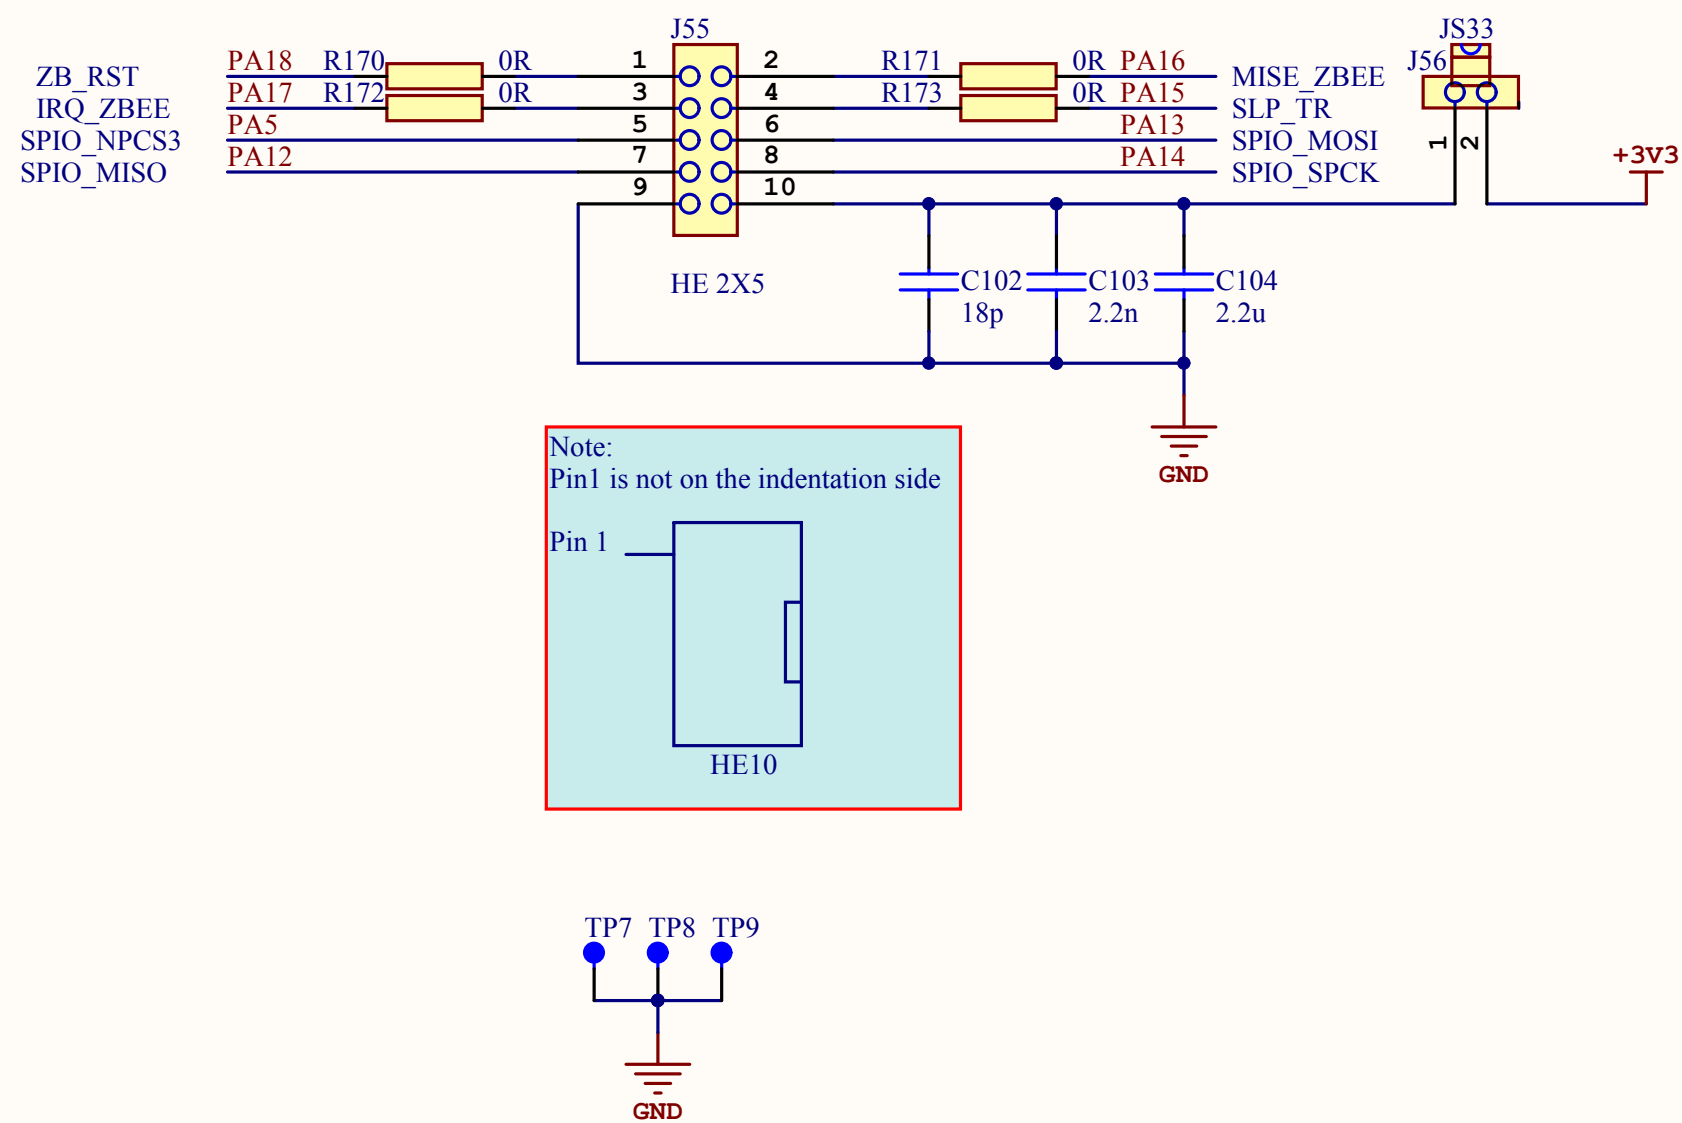 J55
JS33
PA18 R170 0R 1 2 R171 0R PA16 J56
ZB_RST MISE_ZBEE
PA17 R172 0R 3 4 R173 0R PA15
IRQ_ZBEE SLP_TR
PA5 5 6 PA13
SPIO_NPCS3 SPIO_MOSI 1 2
PA12 7 8 PA14 +3V3
SPIO_MISO SPIO_SPCK
9 10
HE 2X5 C102 C103 C104
18p 2.2n 2.2u
GND
Note:
Pin1 is not on the indentation side
Pin 1
HE10
TP7 TP8 TP9
GND